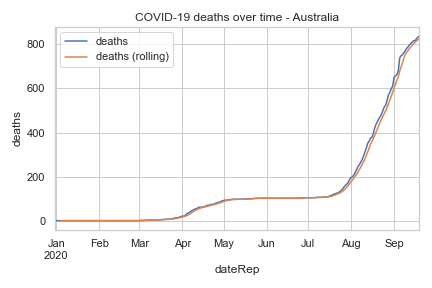 COVID-19 deaths over time - Australia
deaths
deaths (rolling)
800
600
400
200
0
deaths
Jan Feb Mar Apr May Jun Jul Aug Sep
2020
dateRep